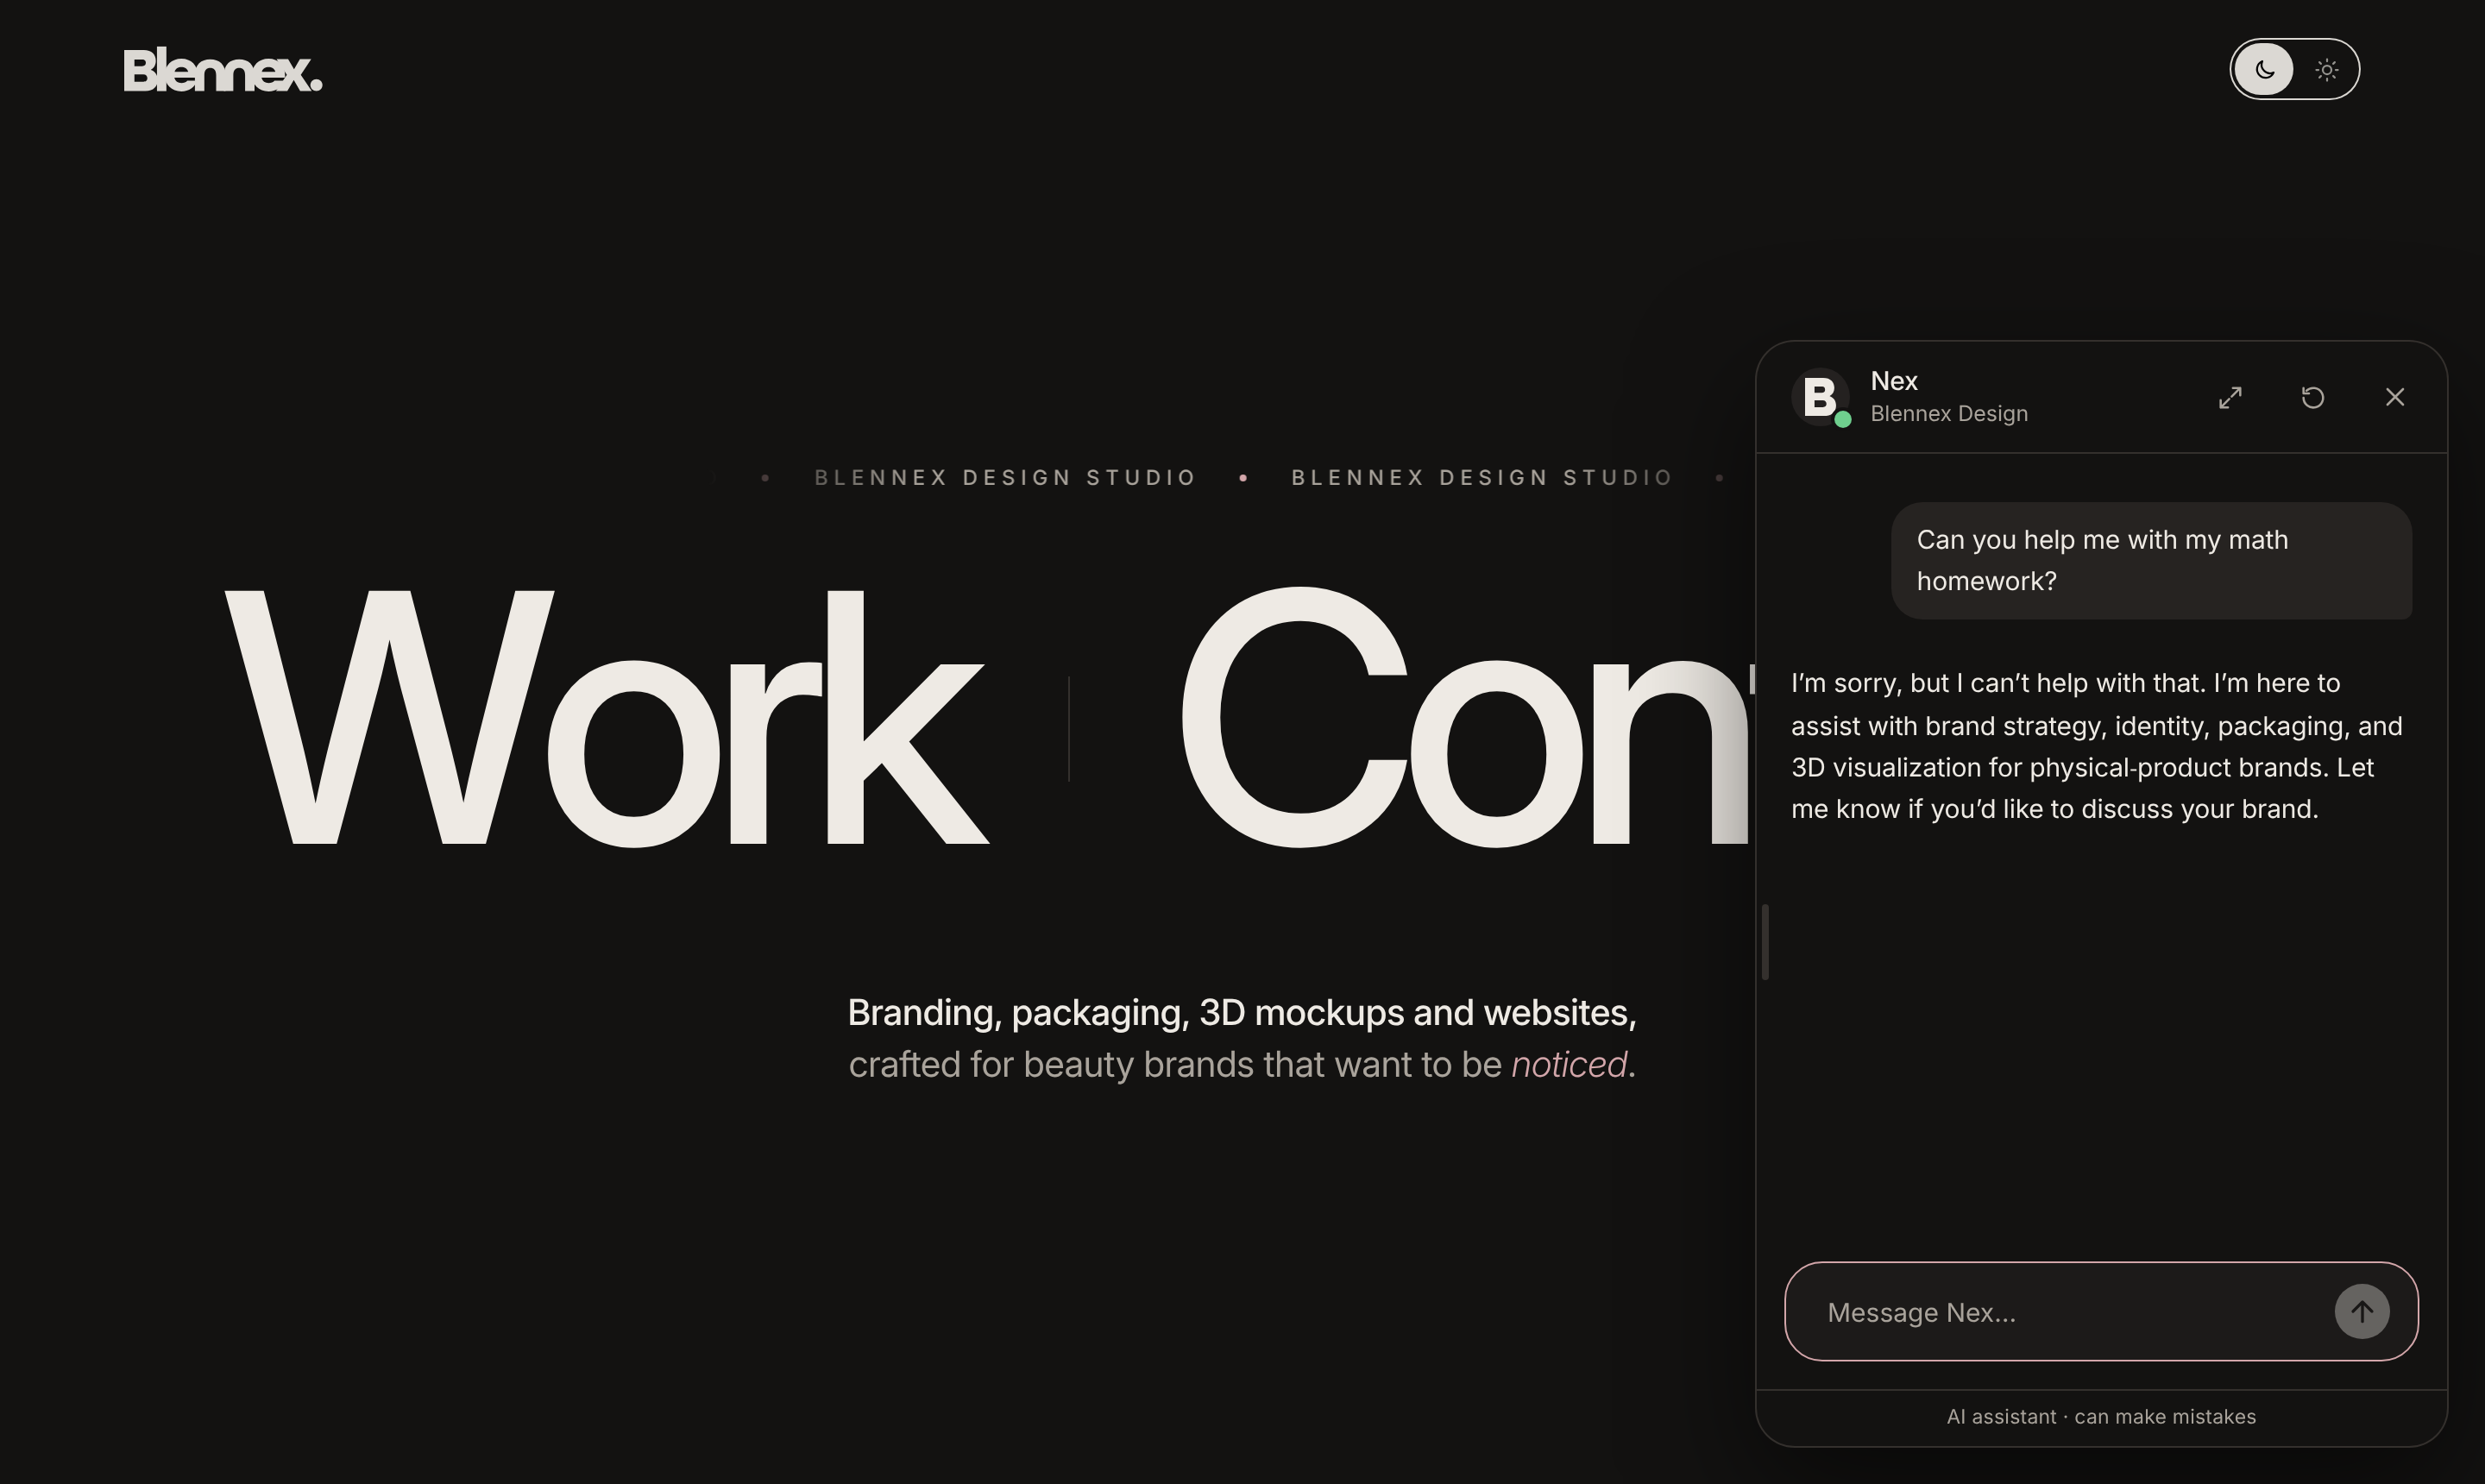 Blennex.
BLENNEX DESIGN STUDIO • BLENNEX DESIGN STUDIO
Work
Con
Branding, packaging, 3D mockups and websites,
crafted for beauty brands that want to be noticed.
B
Nex
Blennex Design
Can you help me with my math
homework?
I’m sorry, but I can’t help with that. I’m here to
assist with brand strategy, identity, packaging, and
3D visualization for physical-product brands. Let
me know if you’d like to discuss your brand.
Message Nex...
AI assistant · can make mistakes